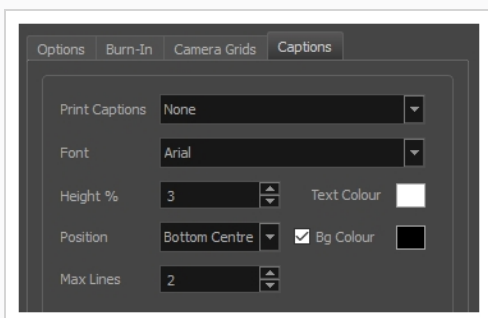 Options Burn-In Camera Grids Captions
Print Captions None
Font Arial
Height % 3 Text Colour
Position Bottom Centre Bg Colour
Max Lines 2